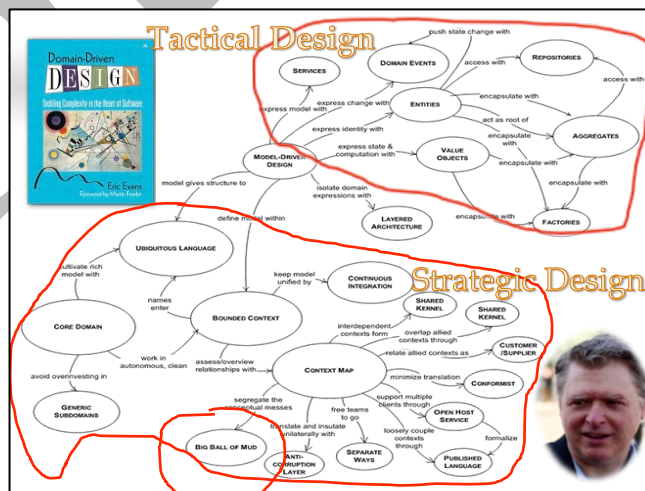 Tactical Design
Domain-Driven
DESIGN
Tackling Complexity in the Heart of Software
Eric Evans
Foreword by Martin Fowler
push state change with
SERVICES
DOMAIN EVENTS
REPOSITORIES
access with
access with
express model with
express change with
ENTITIES
encapsulate with
express identity with
act as root of
AGGREGATES
encapsulate
with
MODEL-DRIVEN
DESIGN
express state &
computation with
VALUE
OBJECTS
encapsulate with
encapsulate with
model gives structure to
isolate domain
expressions with
encapsulate with
FACTORIES
define model within
LAYERED
ARCHITECTURE
UBIQUITOUS LANGUAGE
Strategic Design
cultivate rich
model with
keep model
unified by
CONTINUOUS
INTEGRATION
names
enter
BOUNDED CONTEXT
SHARED
KERNEL
SHARED
KERNEL
CORE DOMAIN
interdependent
contexts form
overlap allied
contexts through
work in
autonomous, clean
assess/overview
relationships with
relate allied contexts as
CUSTOMER
/SUPPLIER
avoid overinvesting in
CONTEXT MAP
minimize translation
CONFORMIST
GENERIC
SUBDOMAINS
segregate the
conceptual messes
support multiple
clients through
free teams
to go
OPEN HOST
SERVICE
translate and insulate
unilaterally with
loosely couple
contexts through
formalize
BIG BALL OF MUD
ANTI-
CORRUPTION
LAYER
SEPARATE
WAYS
PUBLISHED
LANGUAGE